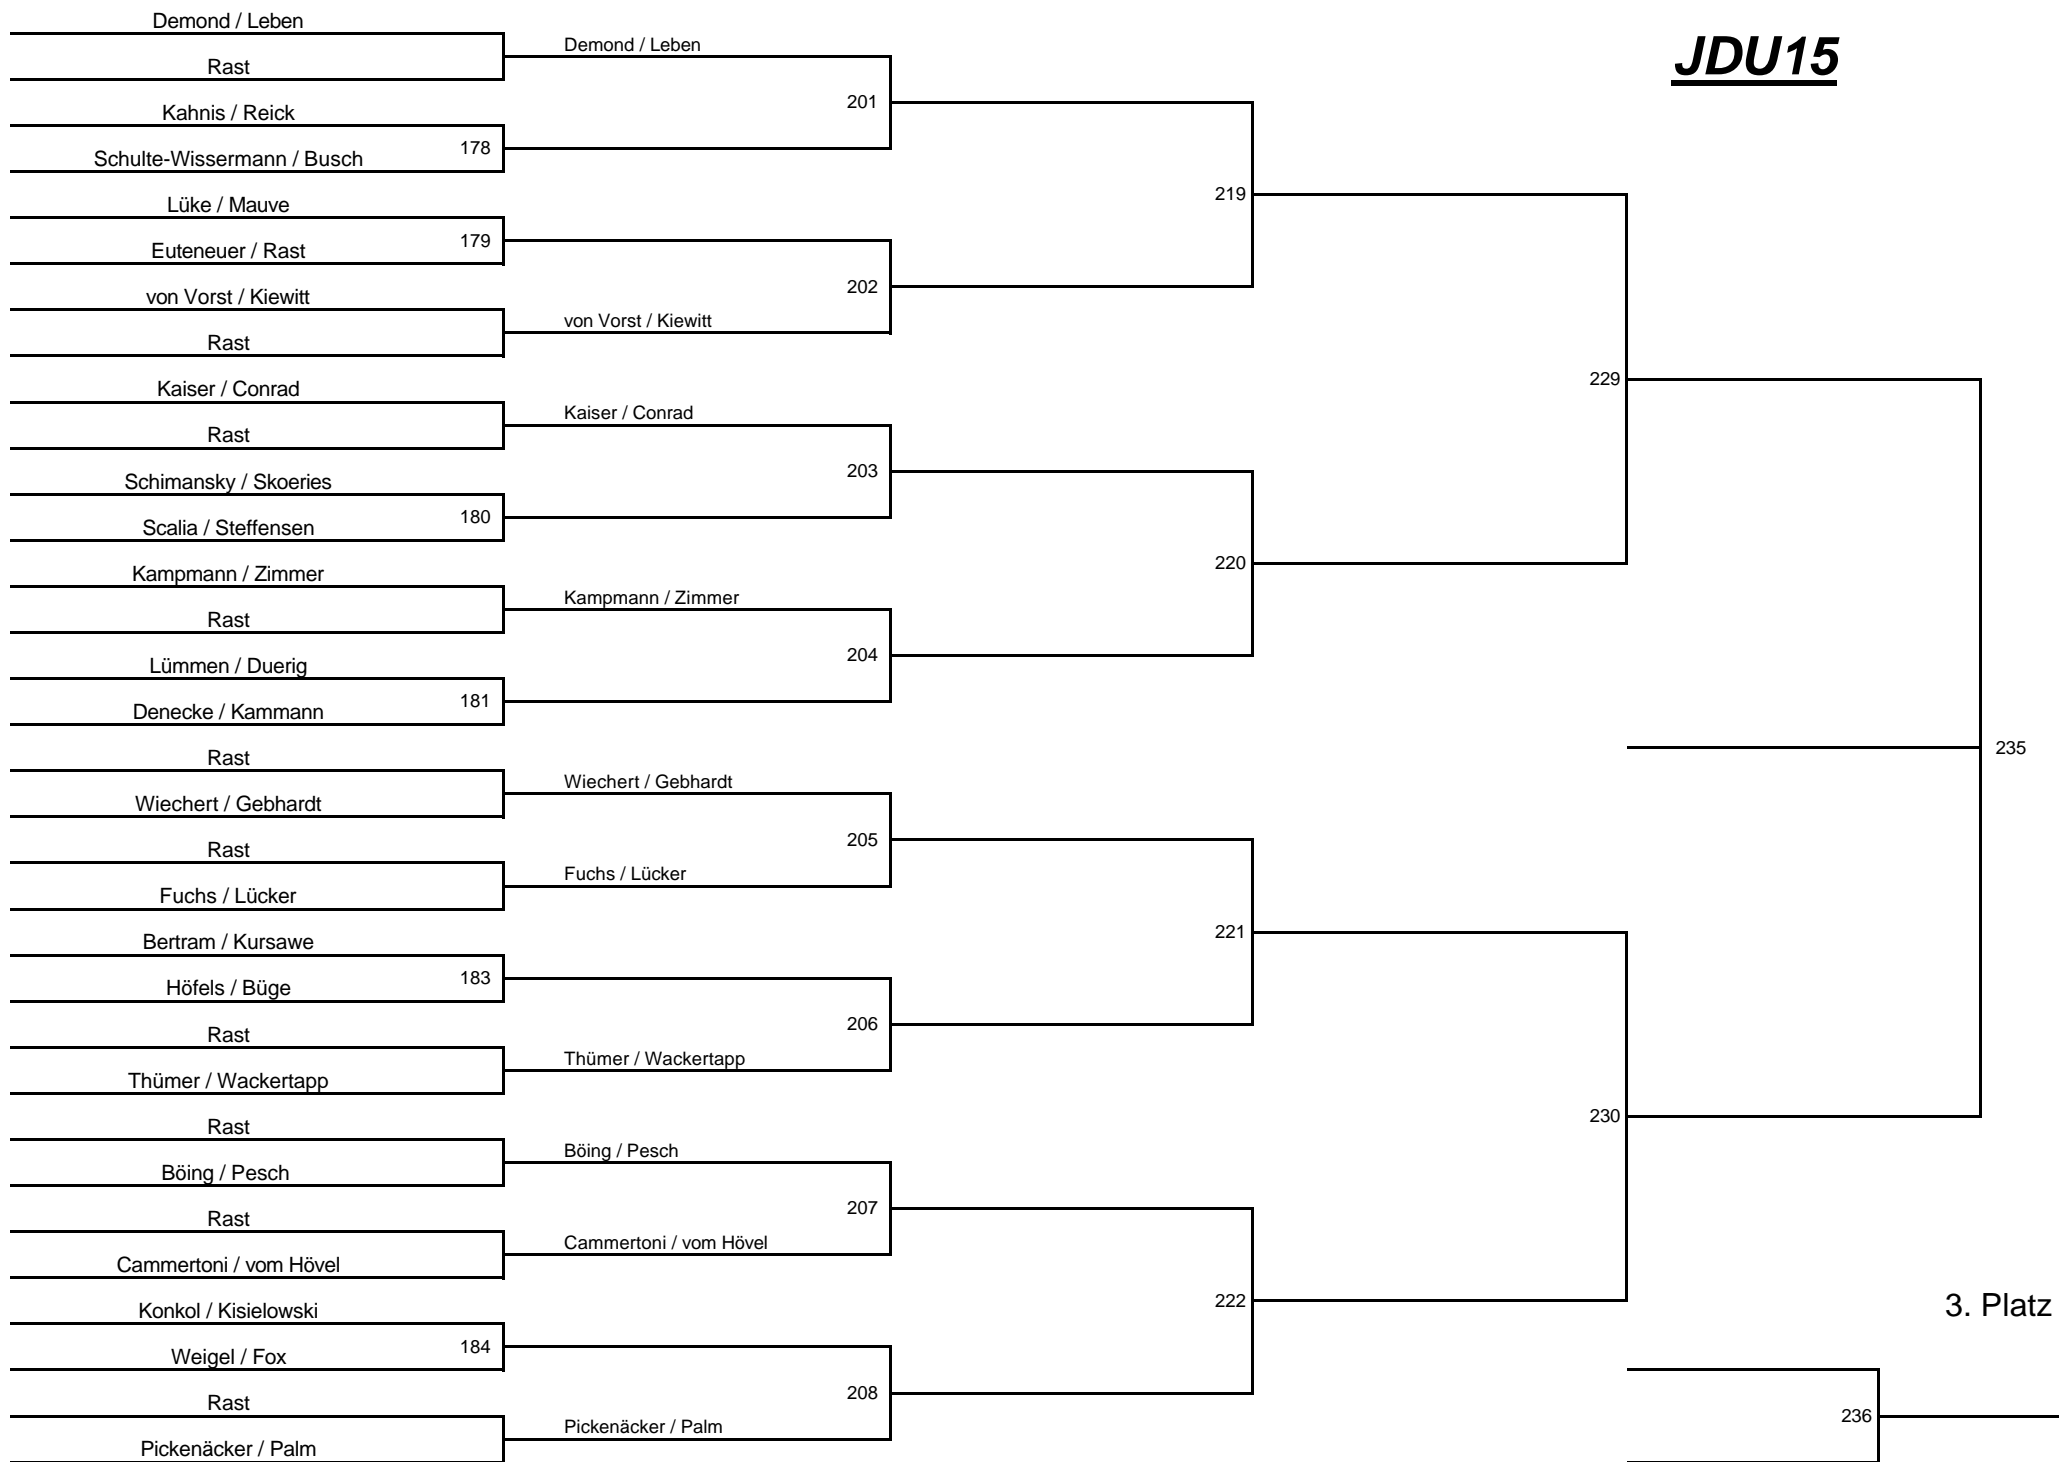 JDU15
Demond / Leben
Rast
Kahnis / Reick
Schulte-Wissermann / Busch
Lüke / Mauve
Euteneuer / Rast
von Vorst / Kiewitt
Rast
Kaiser / Conrad
Rast
Schimansky / Skoeries
Scalia / Steffensen
Kampmann / Zimmer
Rast
Lümmen / Duerig
Denecke / Kammann
Rast
Wiechert / Gebhardt
Rast
Fuchs / Lücker
Bertram / Kursawe
Höfels / Büge
Rast
Thümer / Wackertapp
Rast
Böing / Pesch
Rast
Cammertoni / vom Hövel
Konkol / Kisielowski
Weigel / Fox
Rast
Pickenäcker / Palm
178
179
180
181
183
184
Demond / Leben
von Vorst / Kiewitt
Kaiser / Conrad
Kampmann / Zimmer
Wiechert / Gebhardt
Fuchs / Lücker
Thümer / Wackertapp
Böing / Pesch
Cammertoni / vom Hövel
Pickenäcker / Palm
201
202
203
204
205
206
207
208
219
220
221
222
229
230
235
3. Platz
236